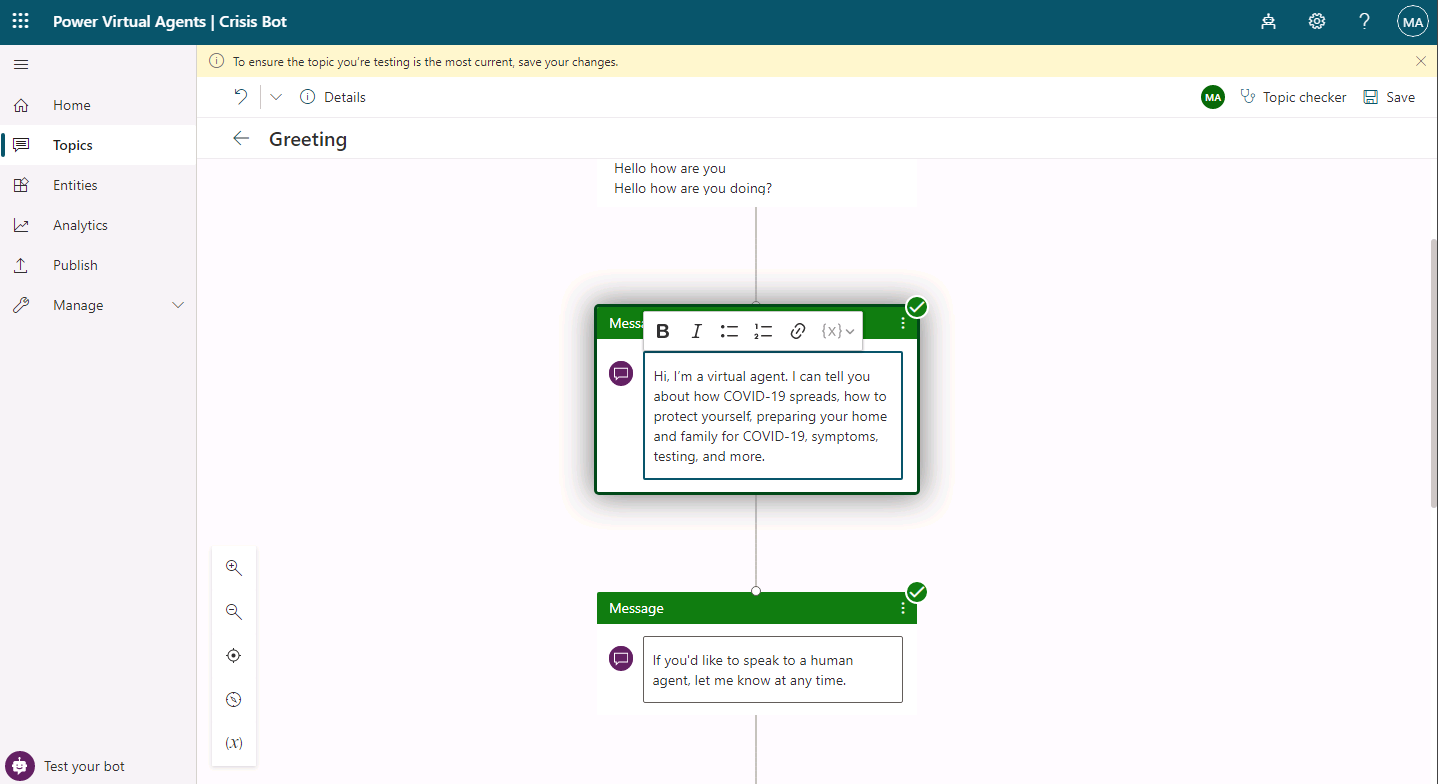 Power Virtual Agents | Crisis Bot
?
MA
To ensure the topic you're testing is the most current, save your changes.
Details
MA
Topic checker
Save
Home
Topics
Entities
Analytics
Publish
Manage
Greeting
Hello how are you
Hello how are you doing?
Messa
B I {x}
Hi, I’m a virtual agent. I can tell you
about how COVID-19 spreads, how to
protect yourself, preparing your home
and family for COVID-19, symptoms,
testing, and more.
Message
If you'd like to speak to a human
agent, let me know at any time.
(x)
Test your bot